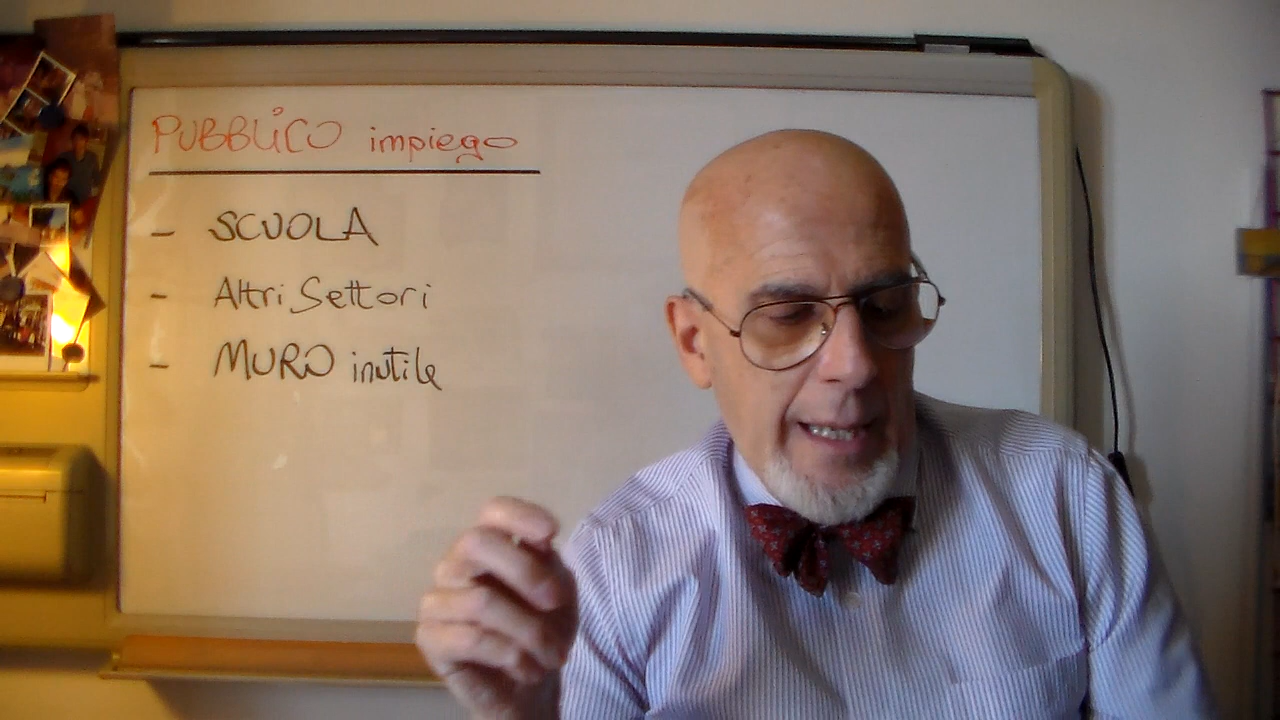 PUBBLICO impiego
- SCUOLA
- Altri Settori
- MURO inutile